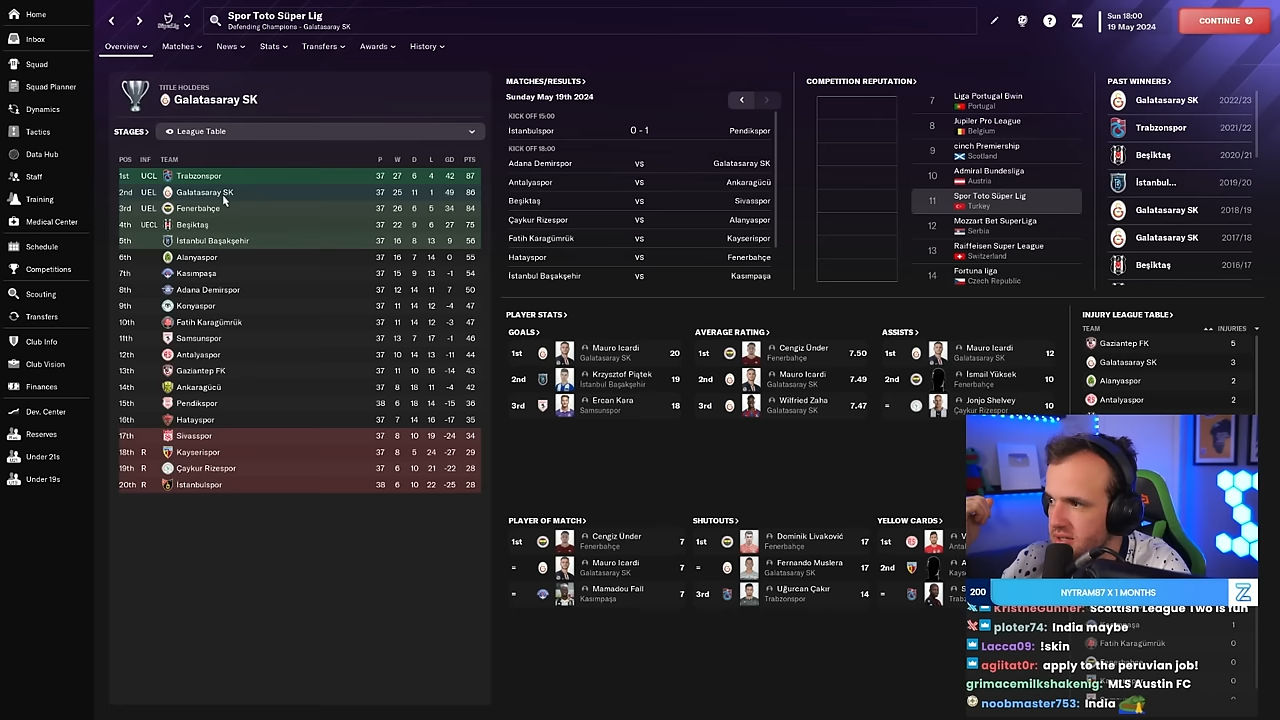 Home
Inbox
Squad
Squad Planner
Dynamics
Tactics
Data Hub
Staff
Training
Medical Center
Schedule
Competitions
Scouting
Transfers
Club Info
Club Vision
Finances
Dev. Center
Reserves
Under 21s
Under 19s
Spor Toto Süper Lig
Defending Champions - Galatasaray SK
Sun 18:00
19 May 2024
CONTINUE
Overview Matches News Stats Transfers Awards History
TITLE HOLDERS
Galatasaray SK
STAGES League Table
POS INF TEAM P W D L GD PTS
1st UCL Trabzonspor 37 27 6 4 42 87
2nd UEL Galatasaray SK 37 25 11 1 49 86
3rd UEL Fenerbahçe 37 26 6 5 34 84
4th UECL Beşiktaş 37 22 9 6 27 75
5th İstanbul Başakşehir 37 16 8 13 9 56
6th Alanyaspor 37 16 7 14 0 55
7th Kasımpaşa 37 15 9 13 -1 54
8th Adana Demirspor 37 12 14 11 7 50
9th Konyaspor 37 11 14 12 -4 47
10th Fatih Karagümrük 37 11 14 12 -3 47
11th Samsunspor 37 13 7 17 -1 46
12th Antalyaspor 37 10 14 13 -11 44
13th Gaziantep FK 37 11 10 16 -14 43
14th Ankaragücü 37 8 18 11 -4 42
15th Pendikspor 38 6 18 14 -15 36
16th Hatayspor 37 14 16 -17 35
17th Sivasspor 37 8 10 19 -24 34
18th R Kayserispor 37 8 5 24 -27 29
19th R Çaykur Rizespor 37 6 10 21 -22 28
20th R İstanbulspor 38 6 10 22 -25 28
MATCHES/RESULTS
Sunday May 19th 2024
KICK OFF 15:00
İstanbulspor 0 - 1 Pendikspor
KICK OFF 18:00
Adana Demirspor VS Galatasaray SK
Antalyaspor VS Ankaragücü
Beşiktaş VS Sivasspor
Çaykur Rizespor VS Alanyaspor
Fatih Karagümrük VS Kayserispor
Hatayspor VS Fenerbahçe
İstanbul Başakşehir VS Kasımpaşa
COMPETITION REPUTATION
7 Liga Portugal Bwin
Portugal
8 Jupiler Pro League
Belgium
9 cinch Premiership
Scotland
10 Admiral Bundesliga
Austria
11 Spor Toto Süper Lig
Turkey
12 Mozzart Bet SuperLiga
Serbia
13 Raiffeisen Super League
Switzerland
14 Fortuna liga
Czech Republic
PAST WINNERS
Galatasaray SK 2022/23
Trabzonspor 2021/22
Beşiktaş 2020/21
İstanbul... 2019/20
Galatasaray SK 2018/19
Galatasaray SK 2017/18
Beşiktaş 2016/17
PLAYER STATS
GOALS
1st Mauro Icardi 20
Galatasaray SK
2nd Krzysztof Piątek 19
İstanbul Başakşehir
3rd Ercan Kara 18
Samsunspor
AVERAGE RATING
1st Cengiz Ünder 7.50
Fenerbahçe
2nd Mauro Icardi 7.49
Galatasaray SK
3rd Wilfried Zaha 7.47
Galatasaray SK
ASSISTS
1st Mauro Icardi 12
Galatasaray SK
2nd İsmail Yüksek 10
Fenerbahçe
= Jonjo Shelvey 10
Çaykur Rizespor
INJURY LEAGUE TABLE
TEAM INJURIES
Gaziantep FK 5
Galatasaray SK 3
Alanyaspor 2
Antalyaspor 2
PLAYER OF MATCH
1st Cengiz Ünder 7
Fenerbahçe
= Mauro Icardi 7
Galatasaray SK
= Mamadou Fall 7
Kasımpaşa
SHUTOUTS
1st Dominik Livaković 17
Fenerbahçe
= Fernando Muslera 17
Galatasaray SK
3rd Uğurcan Çakır 14
Trabzonspor
YELLOW CARDS
1st
2nd
=
200 NYTRAM87 X 1 MONTHS
KristheGunner: Scottish League Two is fun
ploter74: India maybe
1
Lacca09: !skin
Fatih Karagümrük 0
agiitat0r: apply to the peruvian job!
0
grimacemilkshakenig: MLS Austin FC
0
noobmaster753: India
0